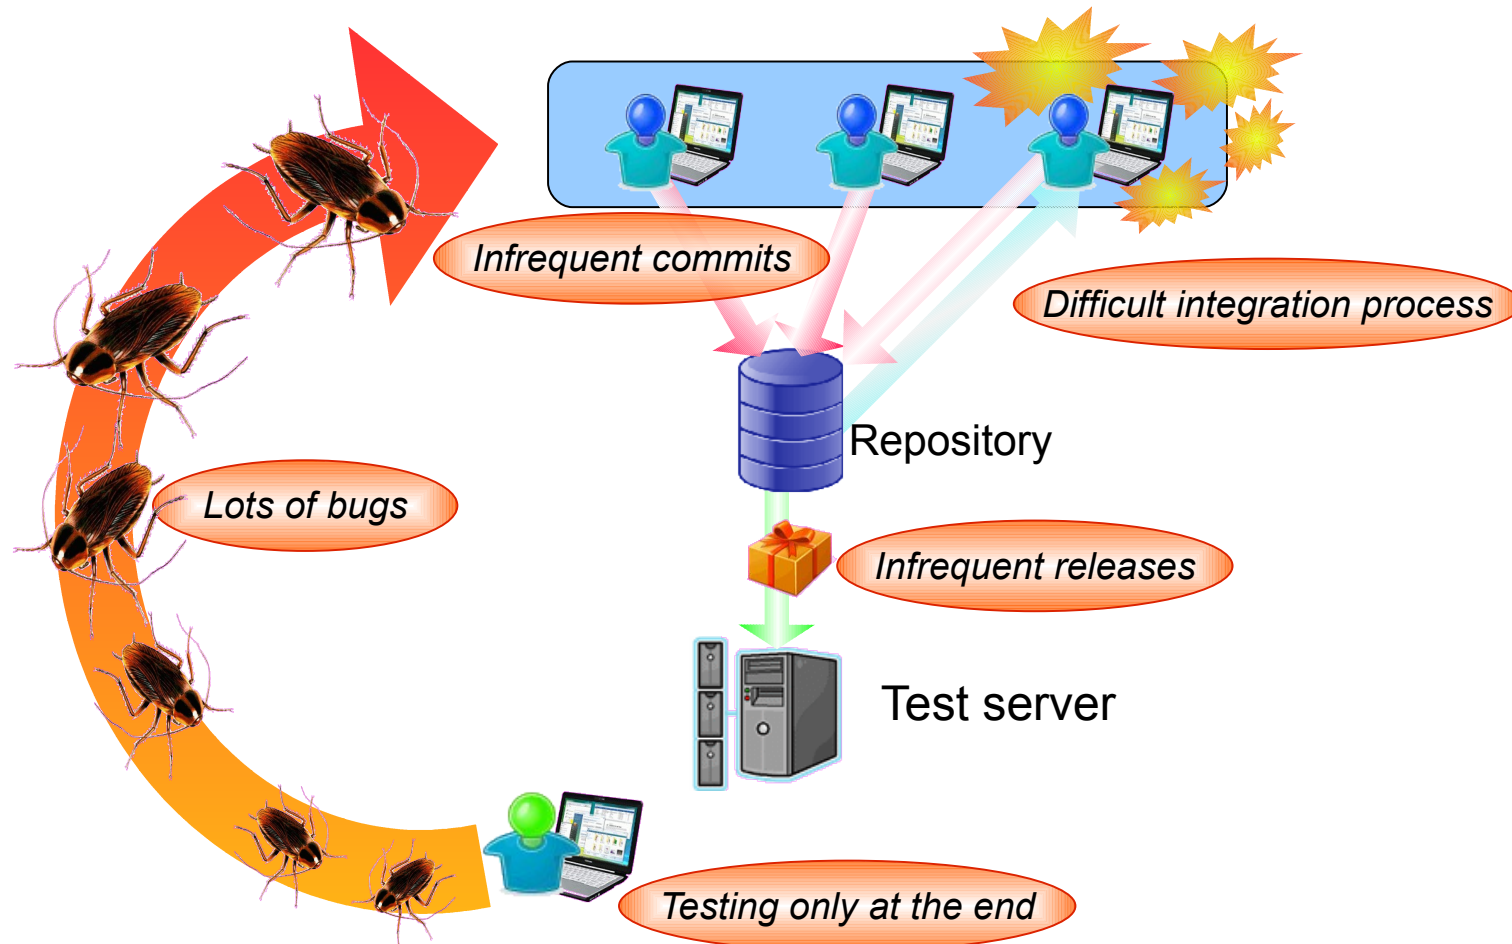 Infrequent commits
Difficult integration process
Repository
Lots of bugs
Infrequent releases
Test server
Testing only at the end